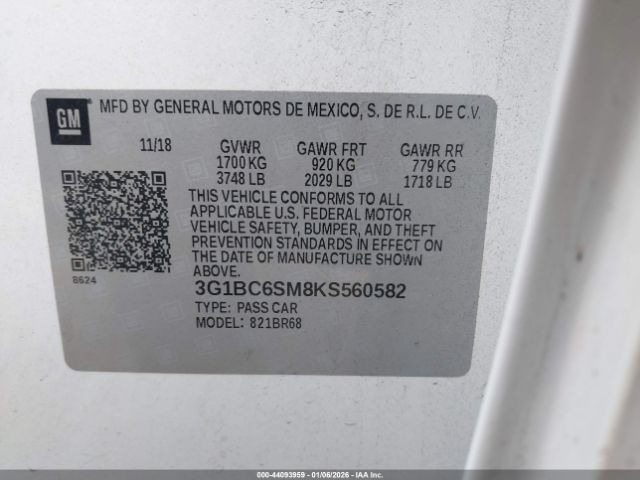 GM
MFD BY GENERAL MOTORS DE MEXICO, S. DE R.L. DE C.V.
11/18 GVWR GAWR FRT GAWR RR
1700 KG 920 KG 779 KG
3748 LB 2029 LB 1718 LB
THIS VEHICLE CONFORMS TO ALL
APPLICABLE U.S. FEDERAL MOTOR
VEHICLE SAFETY, BUMPER, AND THEFT
PREVENTION STANDARDS IN EFFECT ON
THE DATE OF MANUFACTURE SHOWN
ABOVE.
8624
3G1BC6SM8KS560582
TYPE: PASS CAR
MODEL: 821BR68
© - 44093959 | 01/06/2026 - IAA Inc.